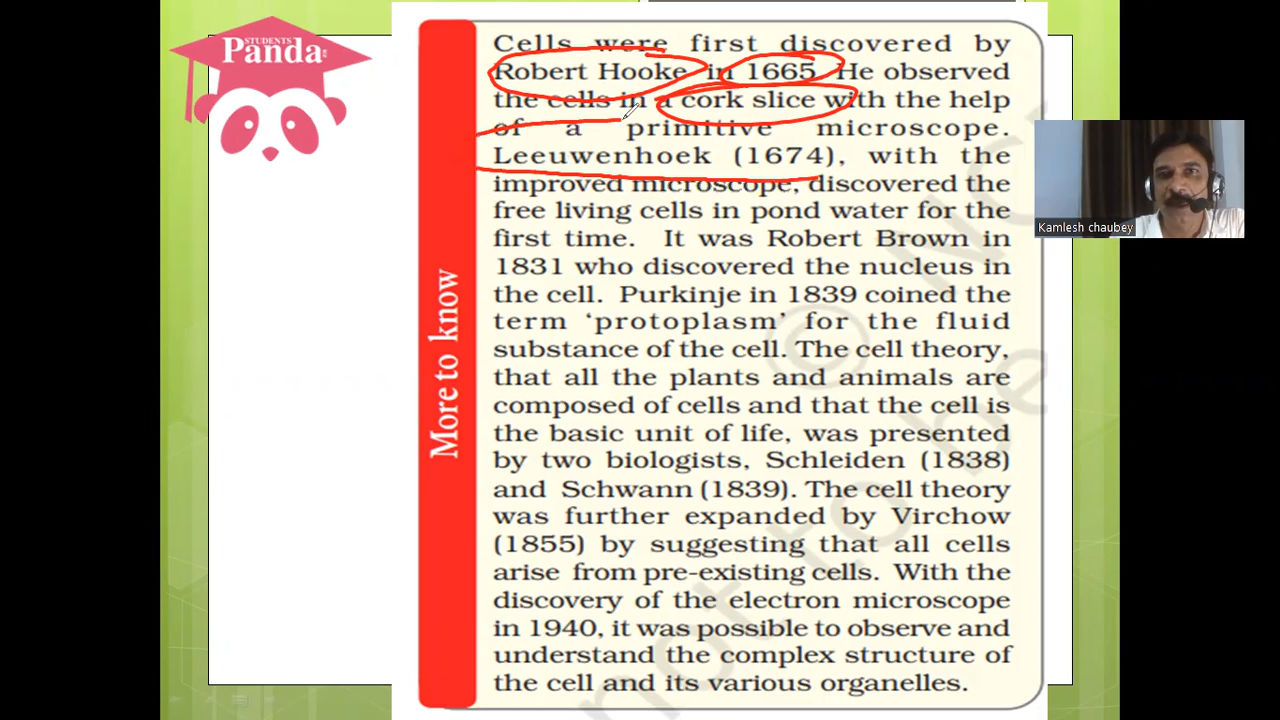 STUDENTS
Panda
Cells were first discovered by
Robert Hooke in 1665. He observed
the cells in a cork slice with the help
of a primitive microscope.
Leeuwenhoek (1674), with the
improved microscope, discovered the
free living cells in pond water for the
first time. It was Robert Brown in
1831 who discovered the nucleus in
the cell. Purkinje in 1839 coined the
term ‘protoplasm’ for the fluid
substance of the cell. The cell theory,
that all the plants and animals are
composed of cells and that the cell is
the basic unit of life, was presented
by two biologists, Schleiden (1838)
and Schwann (1839). The cell theory
was further expanded by Virchow
(1855) by suggesting that all cells
arise from pre-existing cells. With the
discovery of the electron microscope
in 1940, it was possible to observe and
understand the complex structure of
the cell and its various organelles.
More to know
Kamlesh chaubey
© NC
not to be